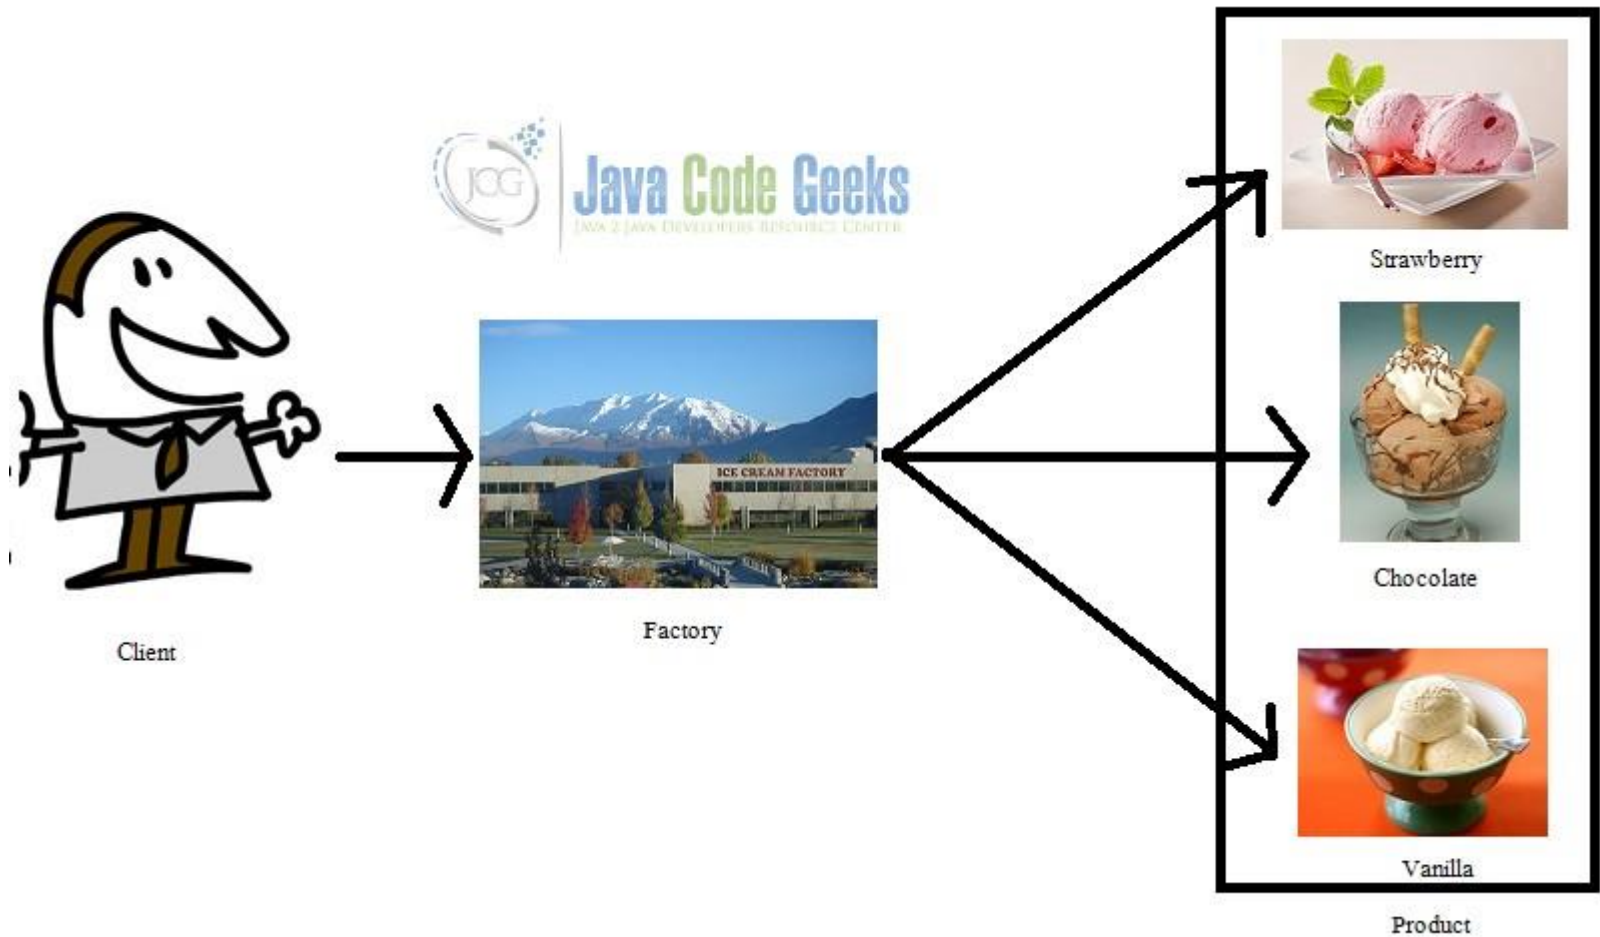 JCG
Java Code Geeks
JAVA 2 JAVA DEVELOPERS RESOURCE CENTER
Strawberry
ICE CREAM FACTORY
Chocolate
Factory
Client
Vanilla
Product